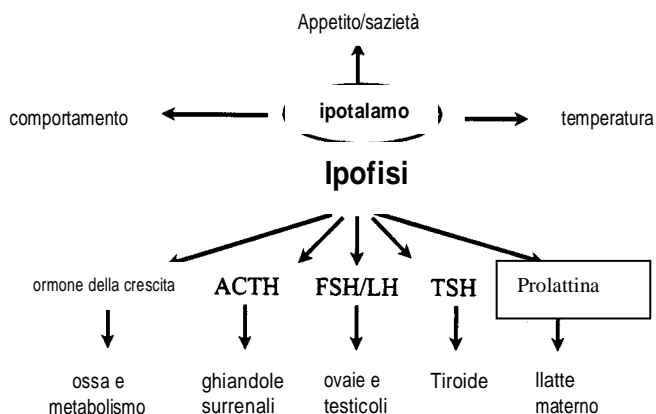 Appetito/sazietà
ipotalamo
comportamento
temperatura
Ipofisi
ormone della crescita
ACTH
FSH/LH
TSH
Prolattina
ossa e
metabolismo
ghiandole
surrenali
ovaie e
testicoli
Tiroide
llatte
materno